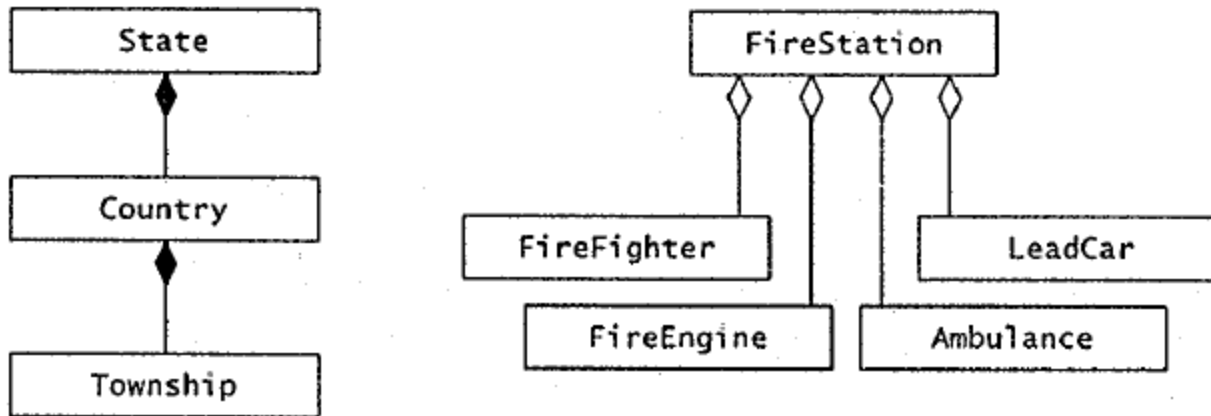 State
FireStation
Country
FireFighter
LeadCar
FireEngine
Ambulance
Township